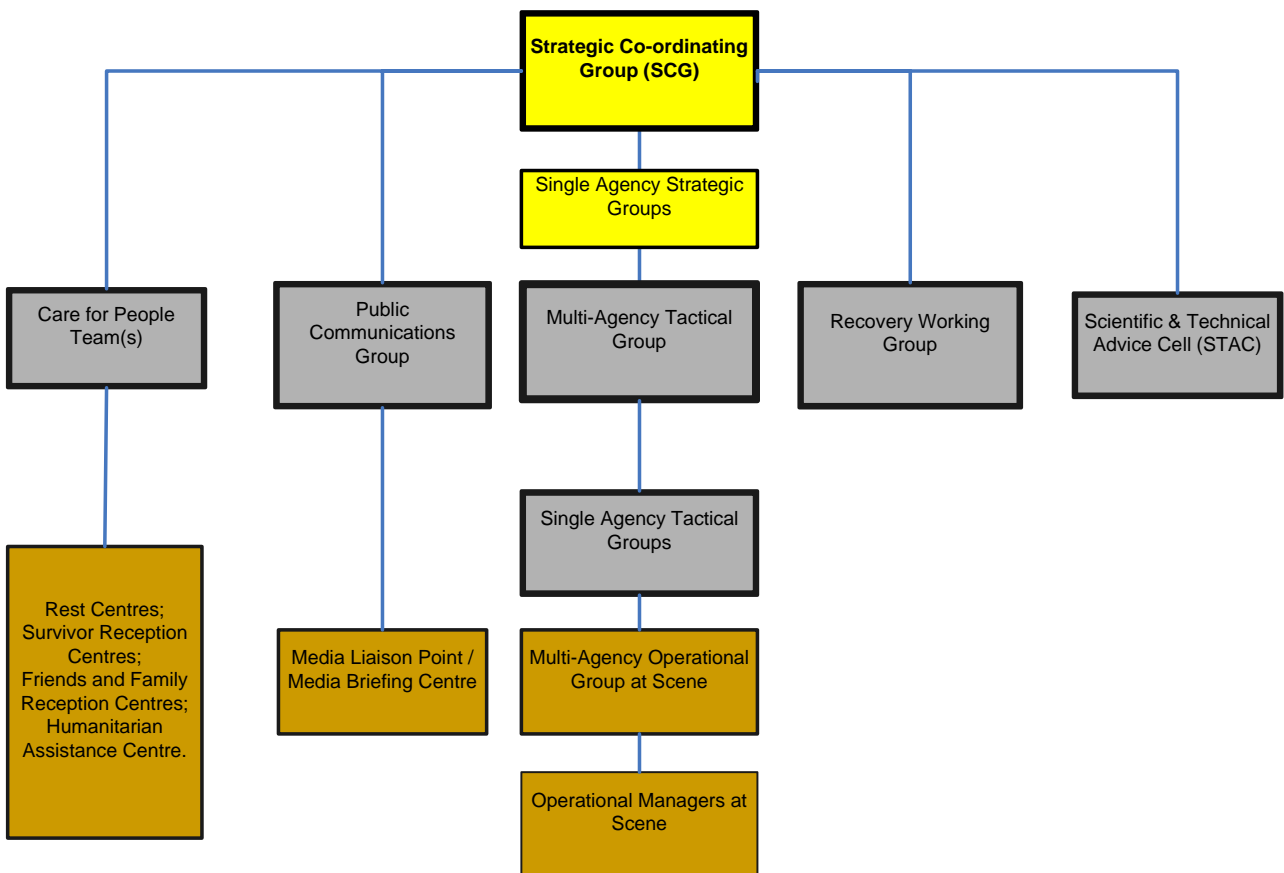 Strategic Co-ordinating
Group (SCG)
Single Agency Strategic
Groups
Care for People
Team(s)
Public
Communications
Group
Multi-Agency Tactical
Group
Recovery Working
Group
Scientific & Technical
Advice Cell (STAC)
Single Agency Tactical
Groups
Rest Centres;
Survivor Reception
Centres;
Friends and Family
Reception Centres;
Humanitarian
Assistance Centre.
Media Liaison Point /
Media Briefing Centre
Multi-Agency Operational
Group at Scene
Operational Managers at
Scene